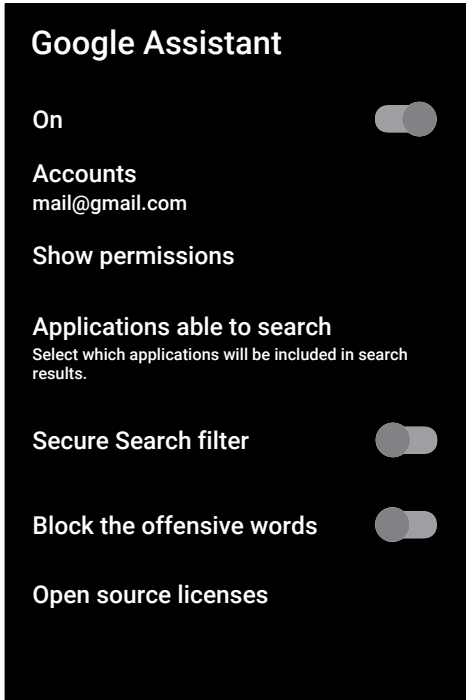 Google Assistant
On
Accounts
mail@gmail.com
Show permissions
Applications able to search
Select which applications will be included in search
results.
Secure Search filter
Block the offensive words
Open source licenses